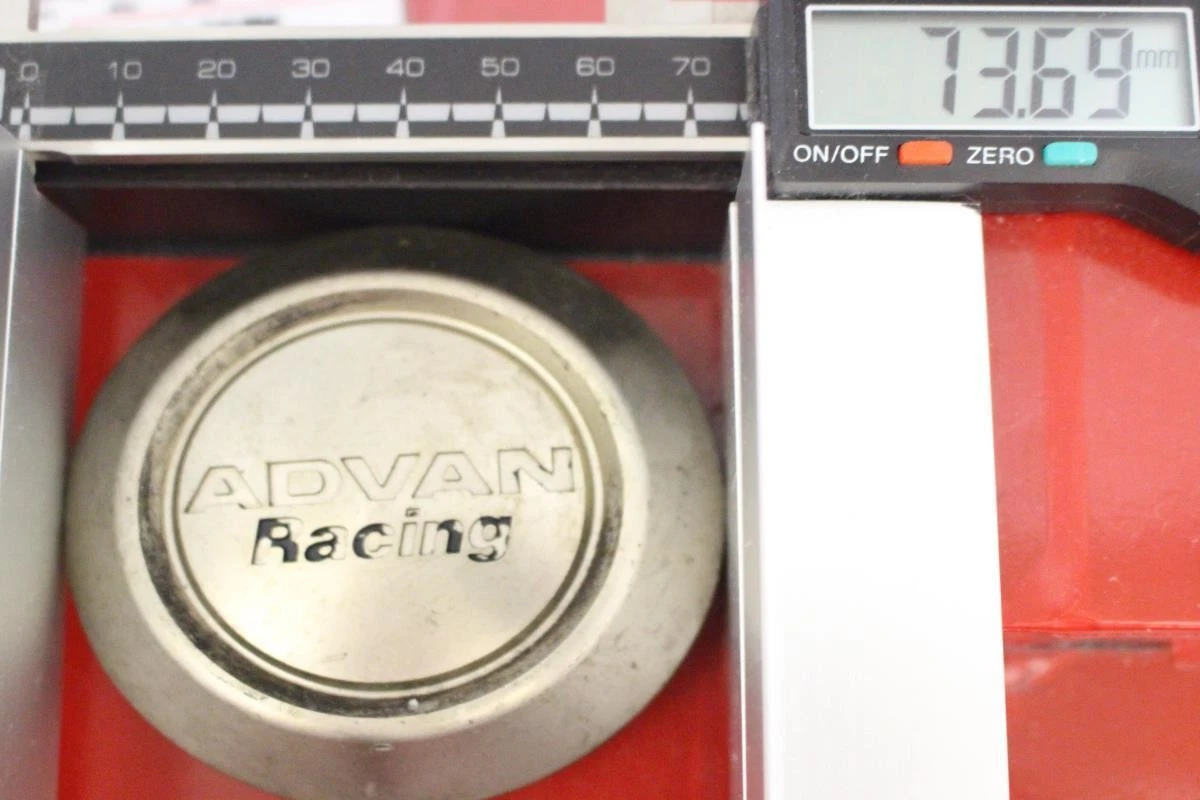 0 10 20 30 40 50 60 70
73.69 mm
ON/OFF ZERO
ADVAN
Racing